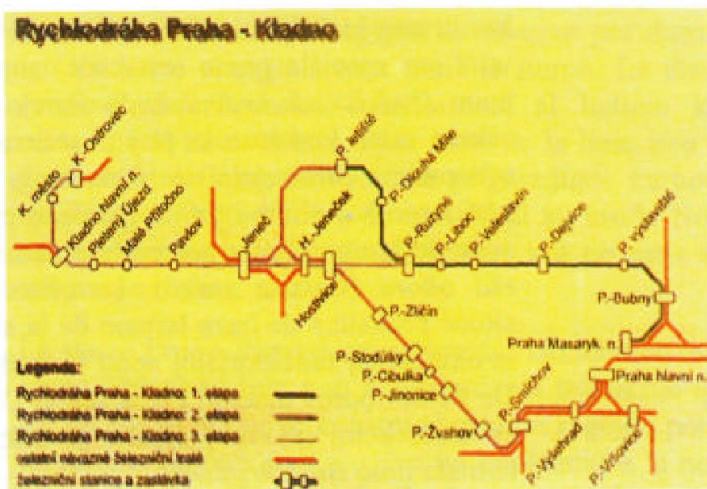 Rychlodráha Praha - Kladno
K.-Ostrovec
K. město
Kladno hlavní n.
Pletený Újezd
Malé Přítočno
Pavlov
Jeneč
H.-Jeneček
Hostivice
P. letiště
P.-Dlouhá Míle
P.-Ruzyně
P.-Liboc
P.-Veleslavín
P.-Dejvice
P.-Výstaviště
P.-Bubny
Praha Masaryk. n.
Praha hlavní n.
P.-Zličín
P.-Stodůlky
P.-Cibulka
P.-Jinonice
P.-Žvahov
P.-Smíchov
P.-Vyšehrad
P.-Vršovice
Legenda:
Rychlodráha Praha - Kladno: 1. etapa
Rychlodráha Praha - Kladno: 2. etapa
Rychlodráha Praha - Kladno: 3. etapa
ostatní návazné železniční tratě
železniční stanice a zastávka